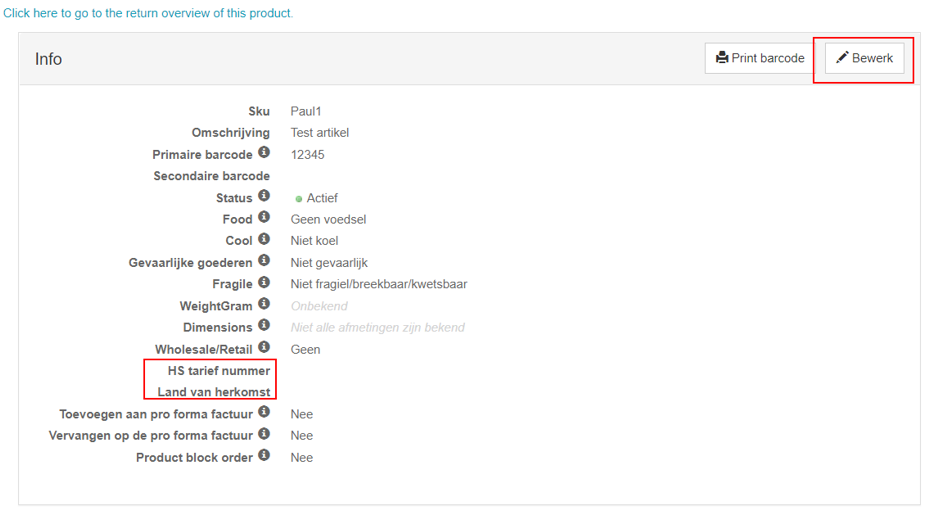 Click here to go to the return overview of this product.
Info Print barcode Bewerk
Sku Paul1
Omschrijving Test artikel
Primaire barcode 12345
Secondaire barcode
Status Actief
Food Geen voedsel
Cool Niet koel
Gevaarlijke goederen Niet gevaarlijk
Fragile Niet fragiel/breekbaar/kwetsbaar
WeightGram Onbekend
Dimensions Niet alle afmetingen zijn bekend
Wholesale/Retail Geen
HS tarief nummer
Land van herkomst
Toevoegen aan pro forma factuur Nee
Vervangen op de pro forma factuur Nee
Product block order Nee